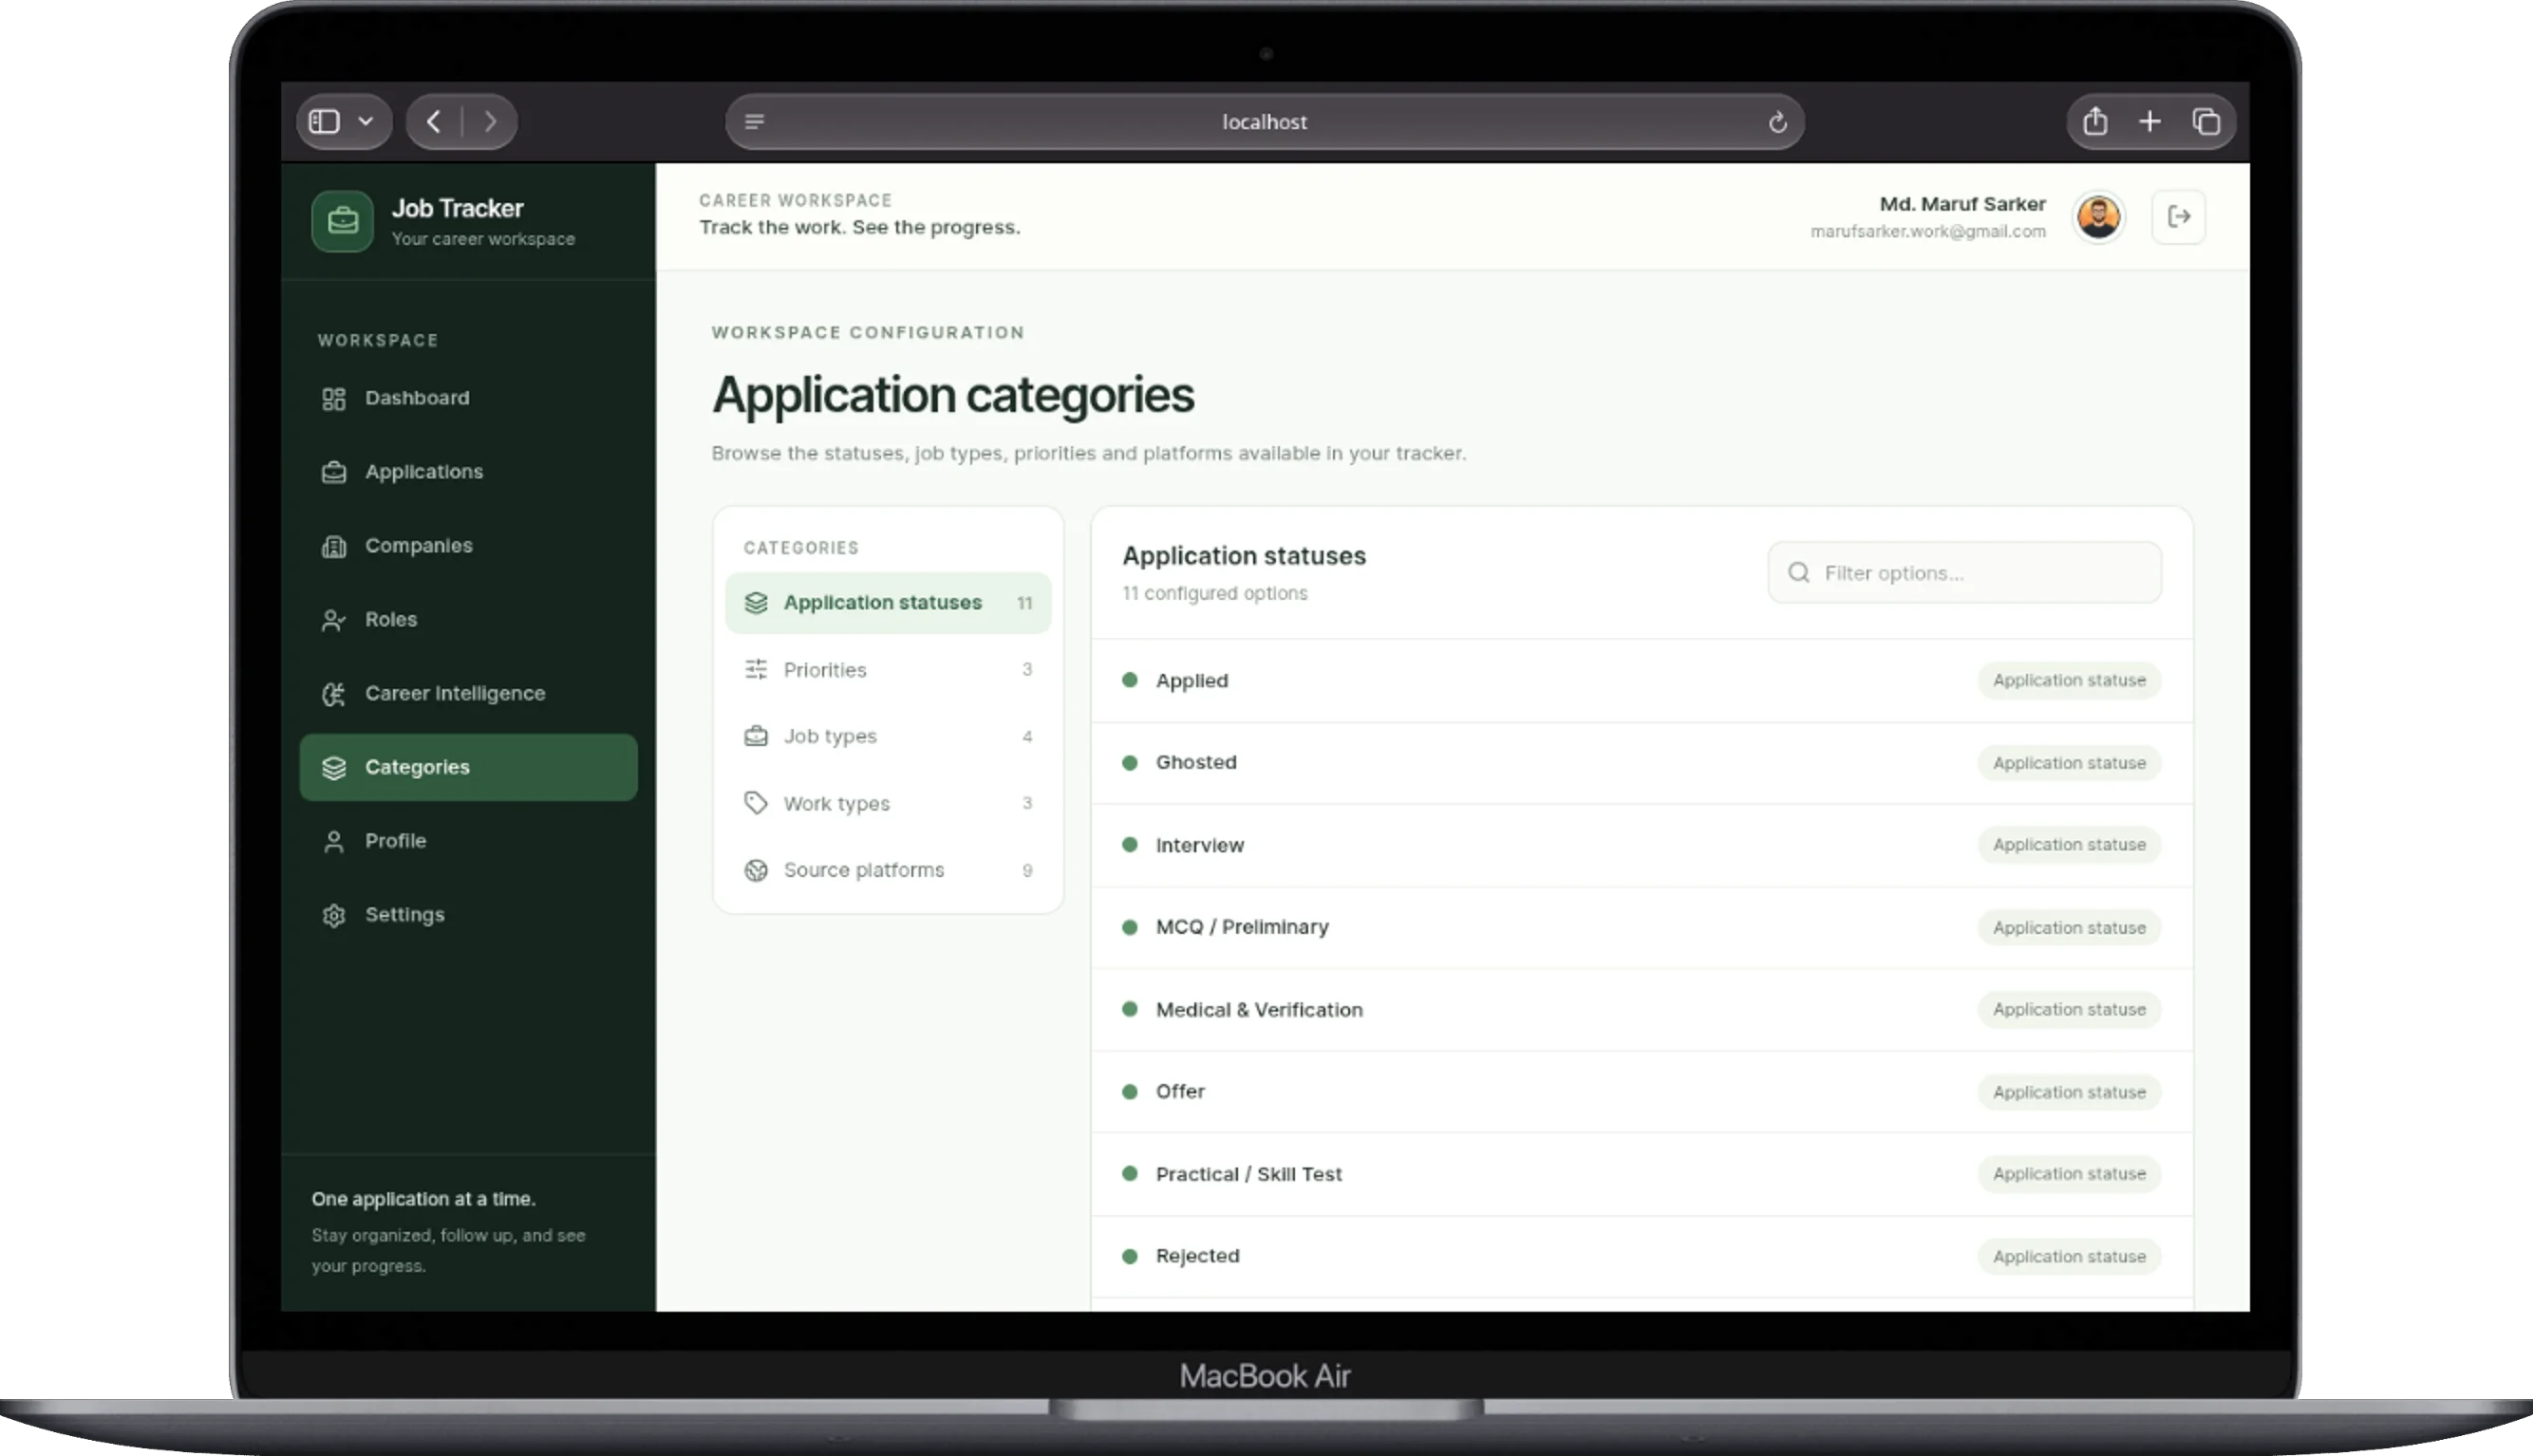 localhost
Job Tracker
Your career workspace
WORKSPACE
Dashboard
Applications
Companies
Roles
Career Intelligence
Categories
Profile
Settings
One application at a time.
Stay organized, follow up, and see
your progress.
CAREER WORKSPACE
Track the work. See the progress.
Md. Maruf Sarker
marufsarker.work@gmail.com
WORKSPACE CONFIGURATION
Application categories
Browse the statuses, job types, priorities and platforms available in your tracker.
CATEGORIES
Application statuses 11
Priorities 3
Job types 4
Work types 3
Source platforms 9
Application statuses
11 configured options
Filter options...
Applied Application statuse
Ghosted Application statuse
Interview Application statuse
MCQ / Preliminary Application statuse
Medical & Verification Application statuse
Offer Application statuse
Practical / Skill Test Application statuse
Rejected Application statuse
MacBook Air